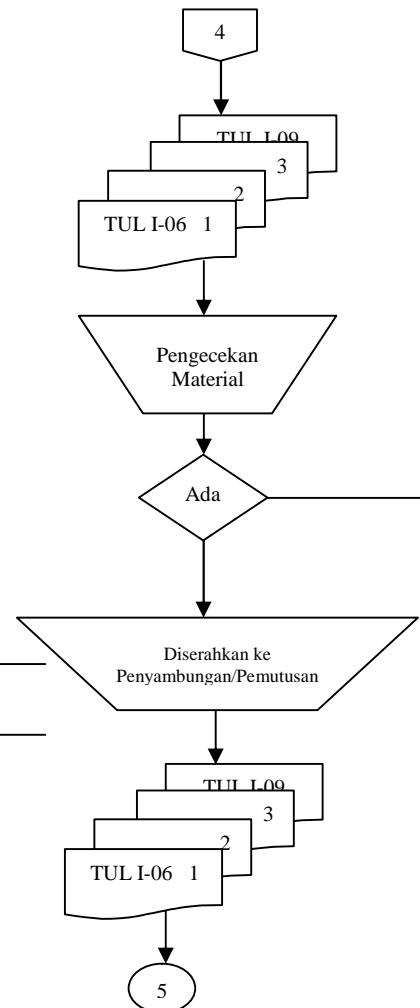 4
TUL I-09
3
2
TUL I-06 1
Pengecekan
Material
Ada
Diserahkan ke
Penyambungan/Pemutusan
TUL I-09
3
2
TUL I-06 1
5